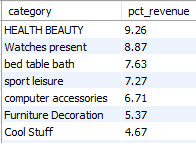 category pct_revenue
HEALTH BEAUTY 9.26
Watches present 8.87
bed table bath 7.63
sport leisure 7.27
computer accessories 6.71
Furniture Decoration 5.37
Cool Stuff 4.67